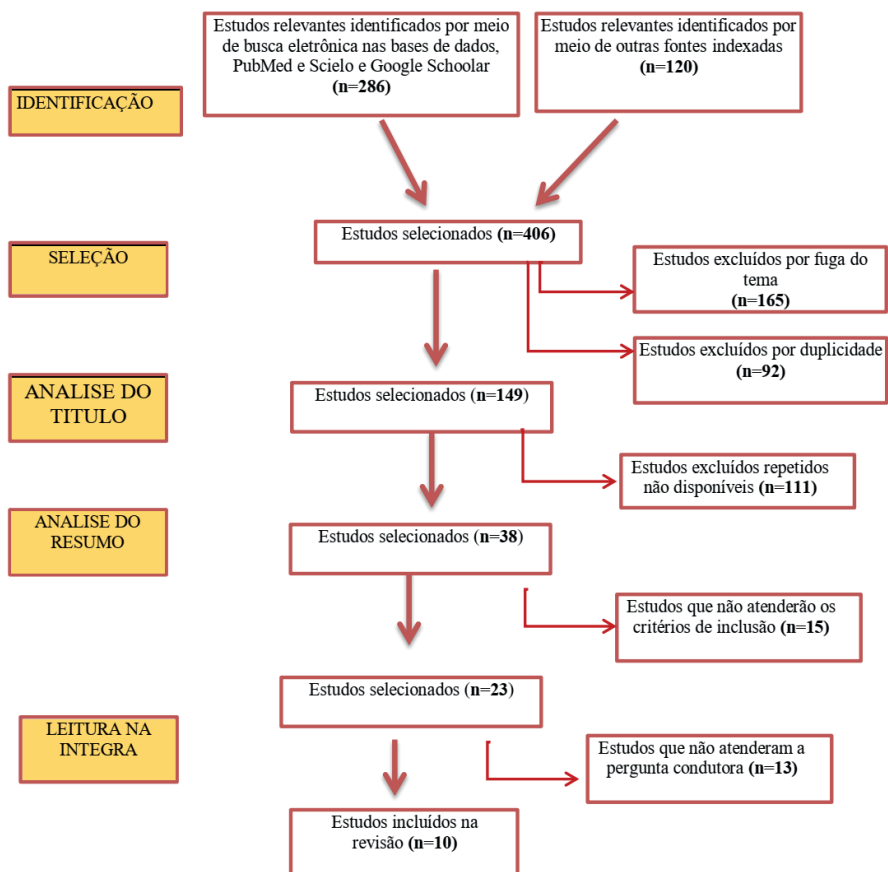 Estudos relevantes identificados por meio
de busca eletrônica nas bases de dados,
PubMed e Scielo e Google Schoolar
(n=286)
Estudos relevantes identificados por
meio de outras fontes indexadas
(n=120)
IDENTIFICAÇÃO
Estudos selecionados (n=406)
SELEÇÃO
Estudos excluídos por fuga do
tema
(n=165)
Estudos excluídos por duplicidade
(n=92)
ANALISE DO
TITULO
Estudos selecionados (n=149)
Estudos excluídos repetidos
não disponíveis (n=111)
ANALISE DO
RESUMO
Estudos selecionados (n=38)
Estudos que não atenderão os
critérios de inclusão (n=15)
Estudos selecionados (n=23)
LEITURA NA
INTEGRA
Estudos que não atenderam a
pergunta condutora (n=13)
Estudos incluídos na
revisão (n=10)